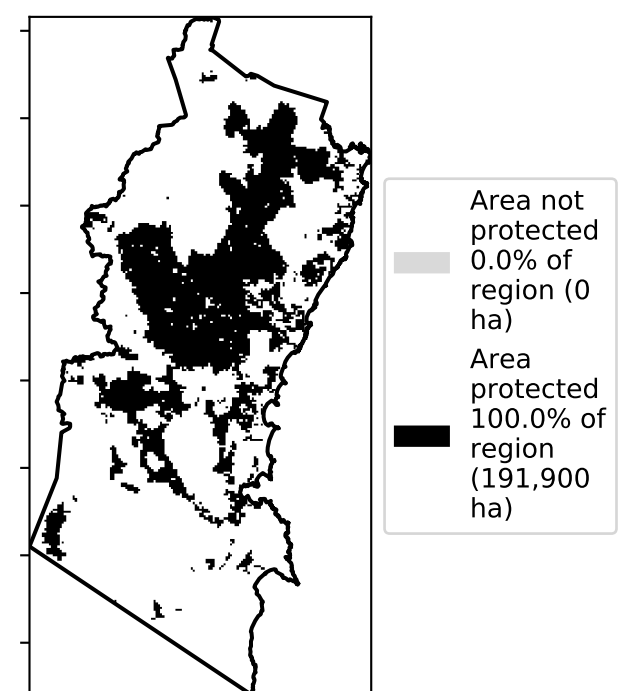 Area not
protected
0.0% of
region (0
ha)
Area
protected
100.0% of
region
(191,900
ha)